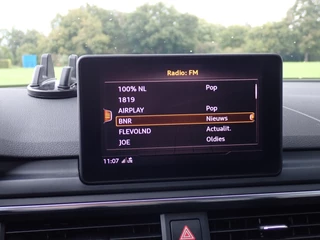 Radio: FM
100% NL Pop
1819
AIRPLAY Pop
BNR Nieuws
FLEVOLND Actualit.
JOE Oldies
11:07